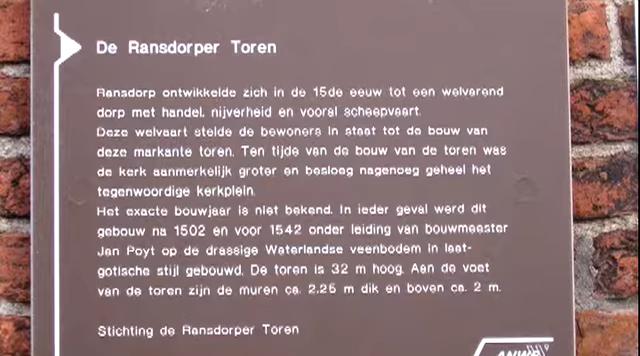 De Ransdorper Toren
Ransdorp ontwikkelde zich in de 15de eeuw tot een welvarend
dorp met handel, nijverheid en vooral scheepvaart.
Deze welvaart stelde de bewoners in staat tot de bouw van
deze markante toren. Ten tijde van de bouw van de toren was
de kerk aanmerkelijk groter en besloeg nagenoeg geheel het
tegenwoordige kerkplein.
Het exacte bouwjaar is niet bekend. In ieder geval werd dit
gebouw na 1502 en voor 1542 onder leiding van bouwmeester
Jan Poyt op de drassige Waterlandse veenbodem in laat-
gotische stijl gebouwd. De toren is 32 m hoog. Aan de voet
van de toren zijn de muren ca. 2.25 m dik en boven ca. 2 m.
Stichting de Ransdorper Toren
ANWB